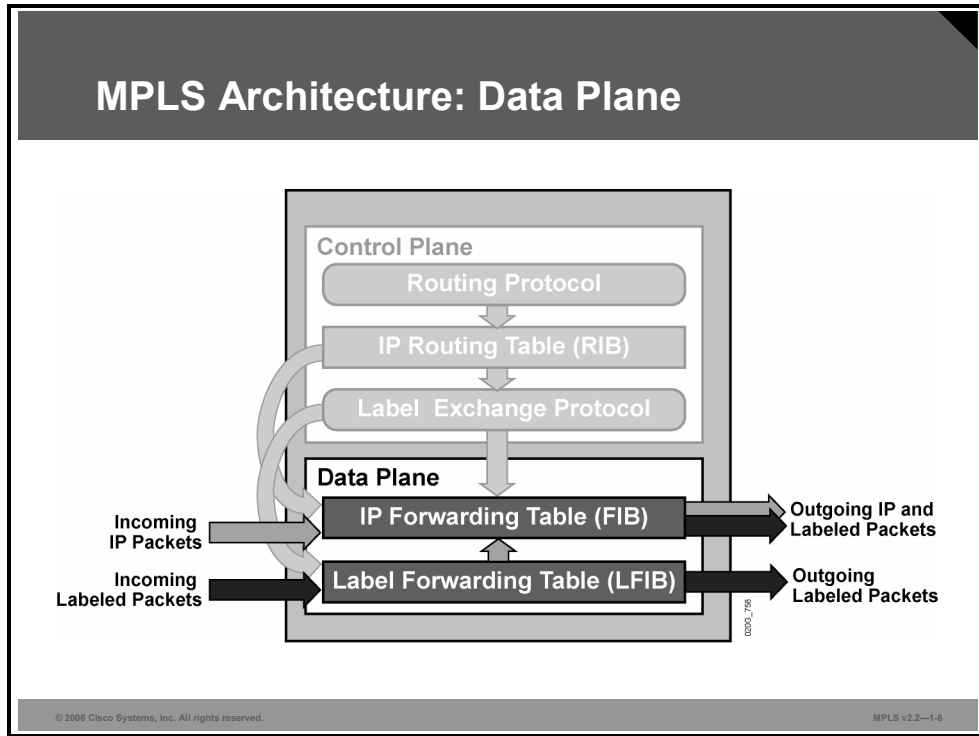 MPLS Architecture: Data Plane
Control Plane
Routing Protocol
IP Routing Table (RIB)
Label Exchange Protocol
Data Plane
IP Forwarding Table (FIB)
Label Forwarding Table (LFIB)
Incoming
IP Packets
Incoming
Labeled Packets
Outgoing IP and
Labeled Packets
Outgoing
Labeled Packets
020G_758
© 2006 Cisco Systems, Inc. All rights reserved.
MPLS v2.2—1-8